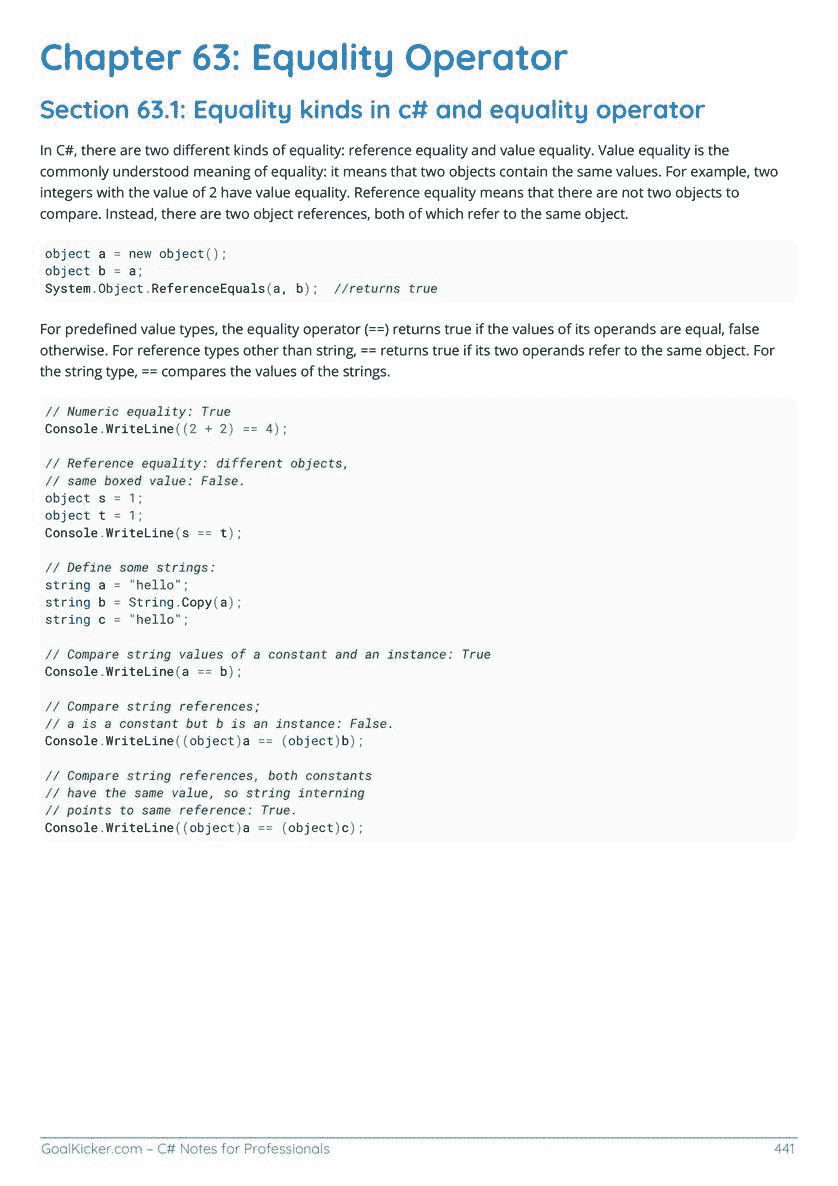 Chapter 63: Equality Operator
Section 63.1: Equality kinds in c# and equality operator
In C#, there are two different kinds of equality: reference equality and value equality. Value equality is the
commonly understood meaning of equality: it means that two objects contain the same values. For example, two
integers with the value of 2 have value equality. Reference equality means that there are not two objects to
compare. Instead, there are two object references, both of which refer to the same object.
object a = new object();
object b = a;
System.Object.ReferenceEquals(a, b);  //returns true
For predefined value types, the equality operator (==) returns true if the values of its operands are equal, false
otherwise. For reference types other than string, == returns true if its two operands refer to the same object. For
the string type, == compares the values of the strings.
// Numeric equality: True
Console.WriteLine((2 + 2) == 4);
// Reference equality: different objects,
// same boxed value: False.
object s = 1;
object t = 1;
Console.WriteLine(s == t);
// Define some strings:
string a = "hello";
string b = String.Copy(a);
string c = "hello";
// Compare string values of a constant and an instance: True
Console.WriteLine(a == b);
// Compare string references;
// a is a constant but b is an instance: False.
Console.WriteLine((object)a == (object)b);
// Compare string references, both constants
// have the same value, so string interning
// points to same reference: True.
Console.WriteLine((object)a == (object)c);
GoalKicker.com – C# Notes for Professionals 441